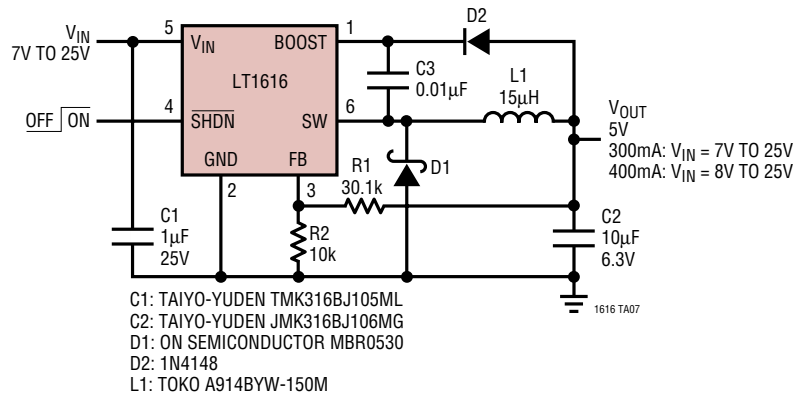 D2
VIN
7V TO 25V
5
VIN
BOOST
1
LT1616
C3
0.01µF
L1
15µH
OFF ON
4
SHDN
SW
6
VOUT
5V
300mA: VIN = 7V TO 25V
400mA: VIN = 8V TO 25V
GND
FB
D1
2
3
R1
30.1k
C1
1µF
25V
R2
10k
C2
10µF
6.3V
C1: TAIYO-YUDEN TMK316BJ105ML
C2: TAIYO-YUDEN JMK316BJ106MG
D1: ON SEMICONDUCTOR MBR0530
D2: 1N4148
L1: TOKO A914BYW-150M
1616 TA07